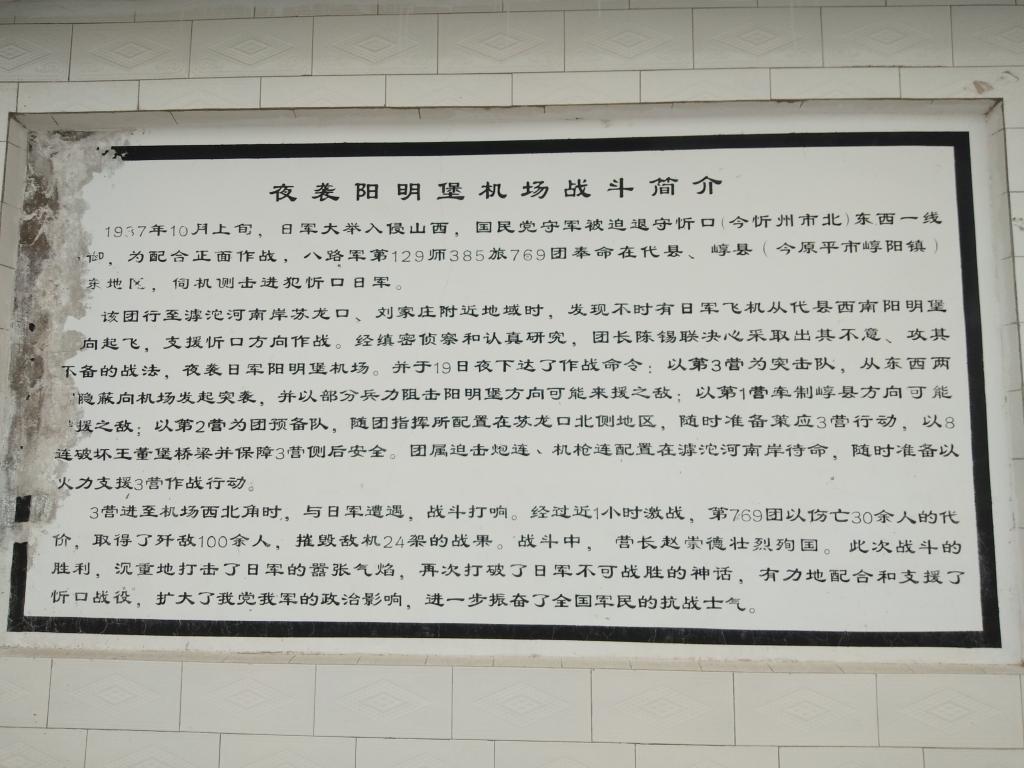 夜袭阳明堡机场战斗简介
1937年10月上旬，日军大举入侵山西，国民党守军被迫退守忻口(今忻州市北)东西一线
御，为配合正面作战，八路军第129师385旅769团奉命在代县、崞县（今原平市崞阳镇）
东地区，伺机侧击进犯忻口日军。
该团行至滹沱河南岸苏龙口、刘家庄附近地域时，发现不时有日军飞机从代县西南阳明堡
向起飞，支援忻口方向作战。经缜密侦察和认真研究，团长陈锡联决心采取出其不意、攻其
不备的战法，夜袭日军阳明堡机场。并于19日夜下达了作战命令：以第3营为突击队，从东西两
隐蔽向机场发起突袭，并以部分兵力阻击阳明堡方向可能来援之敌；以第1营牵制崞县方向可能
援之敌；以第2营为团预备队，随团指挥所配置在苏龙口北侧地区，随时准备策应3营行动，以8
连破坏王董堡桥梁并保障3营侧后安全。团属迫击炮连、机枪连配置在滹沱河南岸待命，随时准备以
火力支援3营作战行动。
3营进至机场西北角时，与日军遭遇，战斗打响。经过近1小时激战，第769团以伤亡30余人的代
价，取得了歼敌100余人，摧毁敌机24架的战果。战斗中，营长赵崇德壮烈殉国。此次战斗的
胜利，沉重地打击了日军的嚣张气焰，再次打破了日军不可战胜的神话，有力地配合和支援了
忻口战役，扩大了我党我军的政治影响，进一步振奋了全国军民的抗战士气。